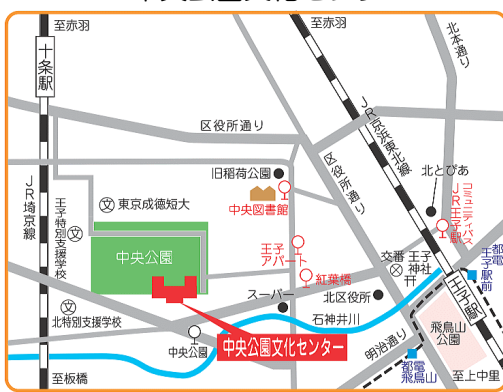 至赤羽
至赤羽
北本通り
十条駅
区役所通り
JR京浜東北線
旧稲荷公園
中央図書館
区役所通り
北とぴあ
コミュニティバス
JR王子駅
JR埼京線
王子特別支援学校
文
文
東京成徳短大
中央公園
王子
アパート
紅葉橋
交番
王子
神社
都電
王子駅前
王子駅
文
北特別支援学校
スーパー
北区役所
石神井川
飛鳥山
公園
中央公園
中央公園文化センター
明治通り
都電
飛鳥山
至板橋
至上中里